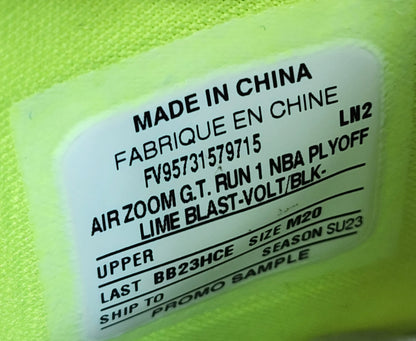 MADE IN CHINA
FABRIQUE EN CHINE
FV95731579715 LN2
AIR ZOOM G.T. RUN 1 NBA PLYOFF
LIME BLAST-VOLT/BLK-
UPPER
LAST BB23HCE SIZE M20
SHIP TO SEASON SU23
PROMO SAMPLE